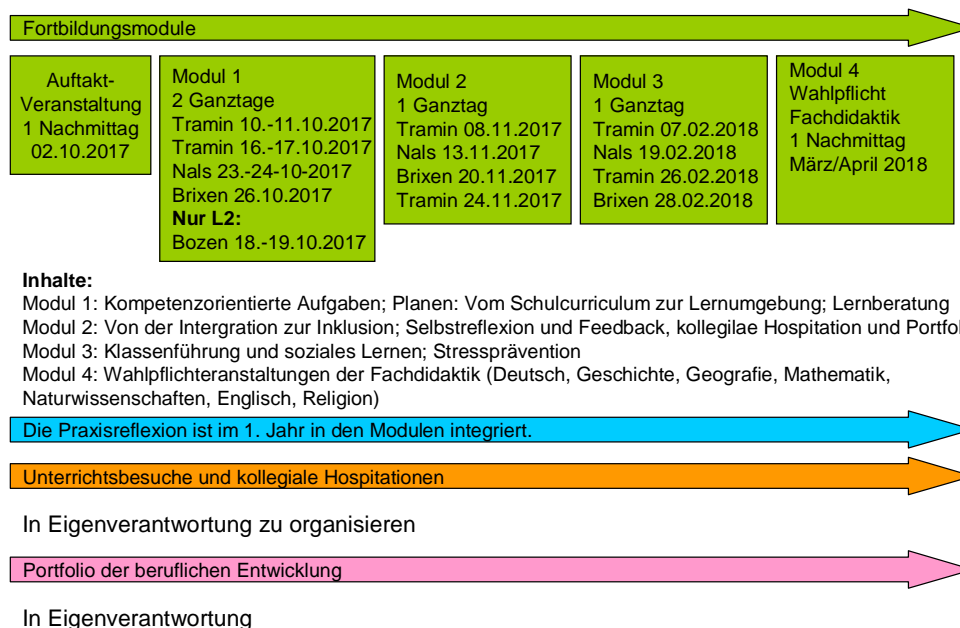 Fortbildungsmodule
Auftakt-
Veranstaltung
1 Nachmittag
02.10.2017
Modul 1
2 Ganztage
Tramin 10.-11.10.2017
Tramin 16.-17.10.2017
Nals 23.-24-10-2017
Brixen 26.10.2017
Nur L2:
Bozen 18.-19.10.2017
Modul 2
1 Ganztag
Tramin 08.11.2017
Nals 13.11.2017
Brixen 20.11.2017
Tramin 24.11.2017
Modul 3
1 Ganztag
Tramin 07.02.2018
Nals 19.02.2018
Tramin 26.02.2018
Brixen 28.02.2018
Modul 4
Wahlpflicht
Fachdidaktik
1 Nachmittag
März/April 2018
Inhalte:
Modul 1: Kompetenzorientierte Aufgaben; Planen: Vom Schulcurriculum zur Lernumgebung; Lernberatung
Modul 2: Von der Intergration zur Inklusion; Selbstreflexion und Feedback, kollegilae Hospitation und Portfol
Modul 3: Klassenführung und soziales Lernen; Stressprävention
Modul 4: Wahlpflichteranstaltungen der Fachdidaktik (Deutsch, Geschichte, Geografie, Mathematik,
Naturwissenschaften, Englisch, Religion)
Die Praxisreflexion ist im 1. Jahr in den Modulen integriert.
Unterrichtsbesuche und kollegiale Hospitationen
In Eigenverantwortung zu organisieren
Portfolio der beruflichen Entwicklung
In Eigenverantwortung